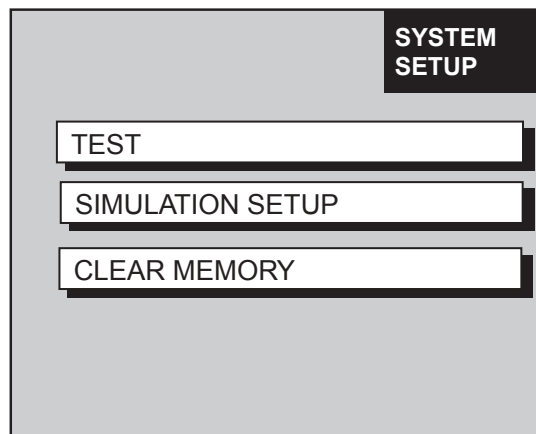 SYSTEM
SETUP
TEST
SIMULATION SETUP
CLEAR MEMORY